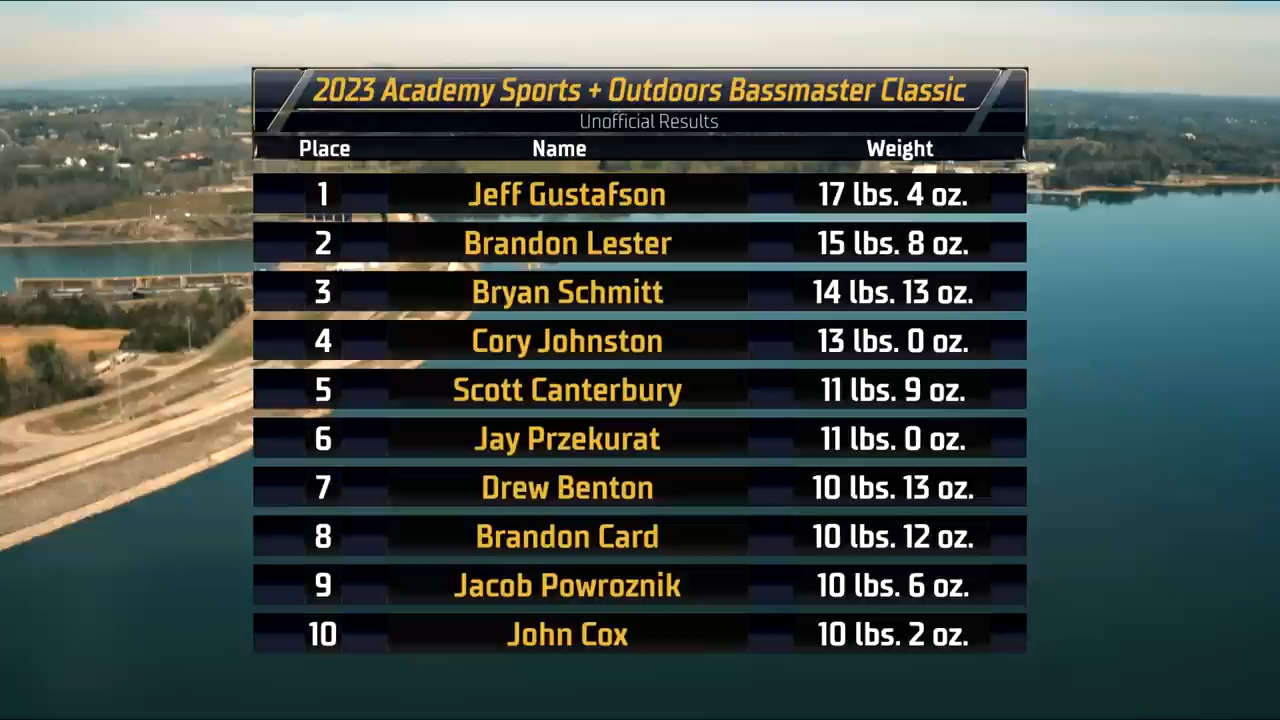 2023 Academy Sports + Outdoors Bassmaster Classic
Unofficial Results
Place Name Weight
1 Jeff Gustafson 17 lbs. 4 oz.
2 Brandon Lester 15 lbs. 8 oz.
3 Bryan Schmitt 14 lbs. 13 oz.
4 Cory Johnston 13 lbs. 0 oz.
5 Scott Canterbury 11 lbs. 9 oz.
6 Jay Przekurat 11 lbs. 0 oz.
7 Drew Benton 10 lbs. 13 oz.
8 Brandon Card 10 lbs. 12 oz.
9 Jacob Powroznik 10 lbs. 6 oz.
10 John Cox 10 lbs. 2 oz.